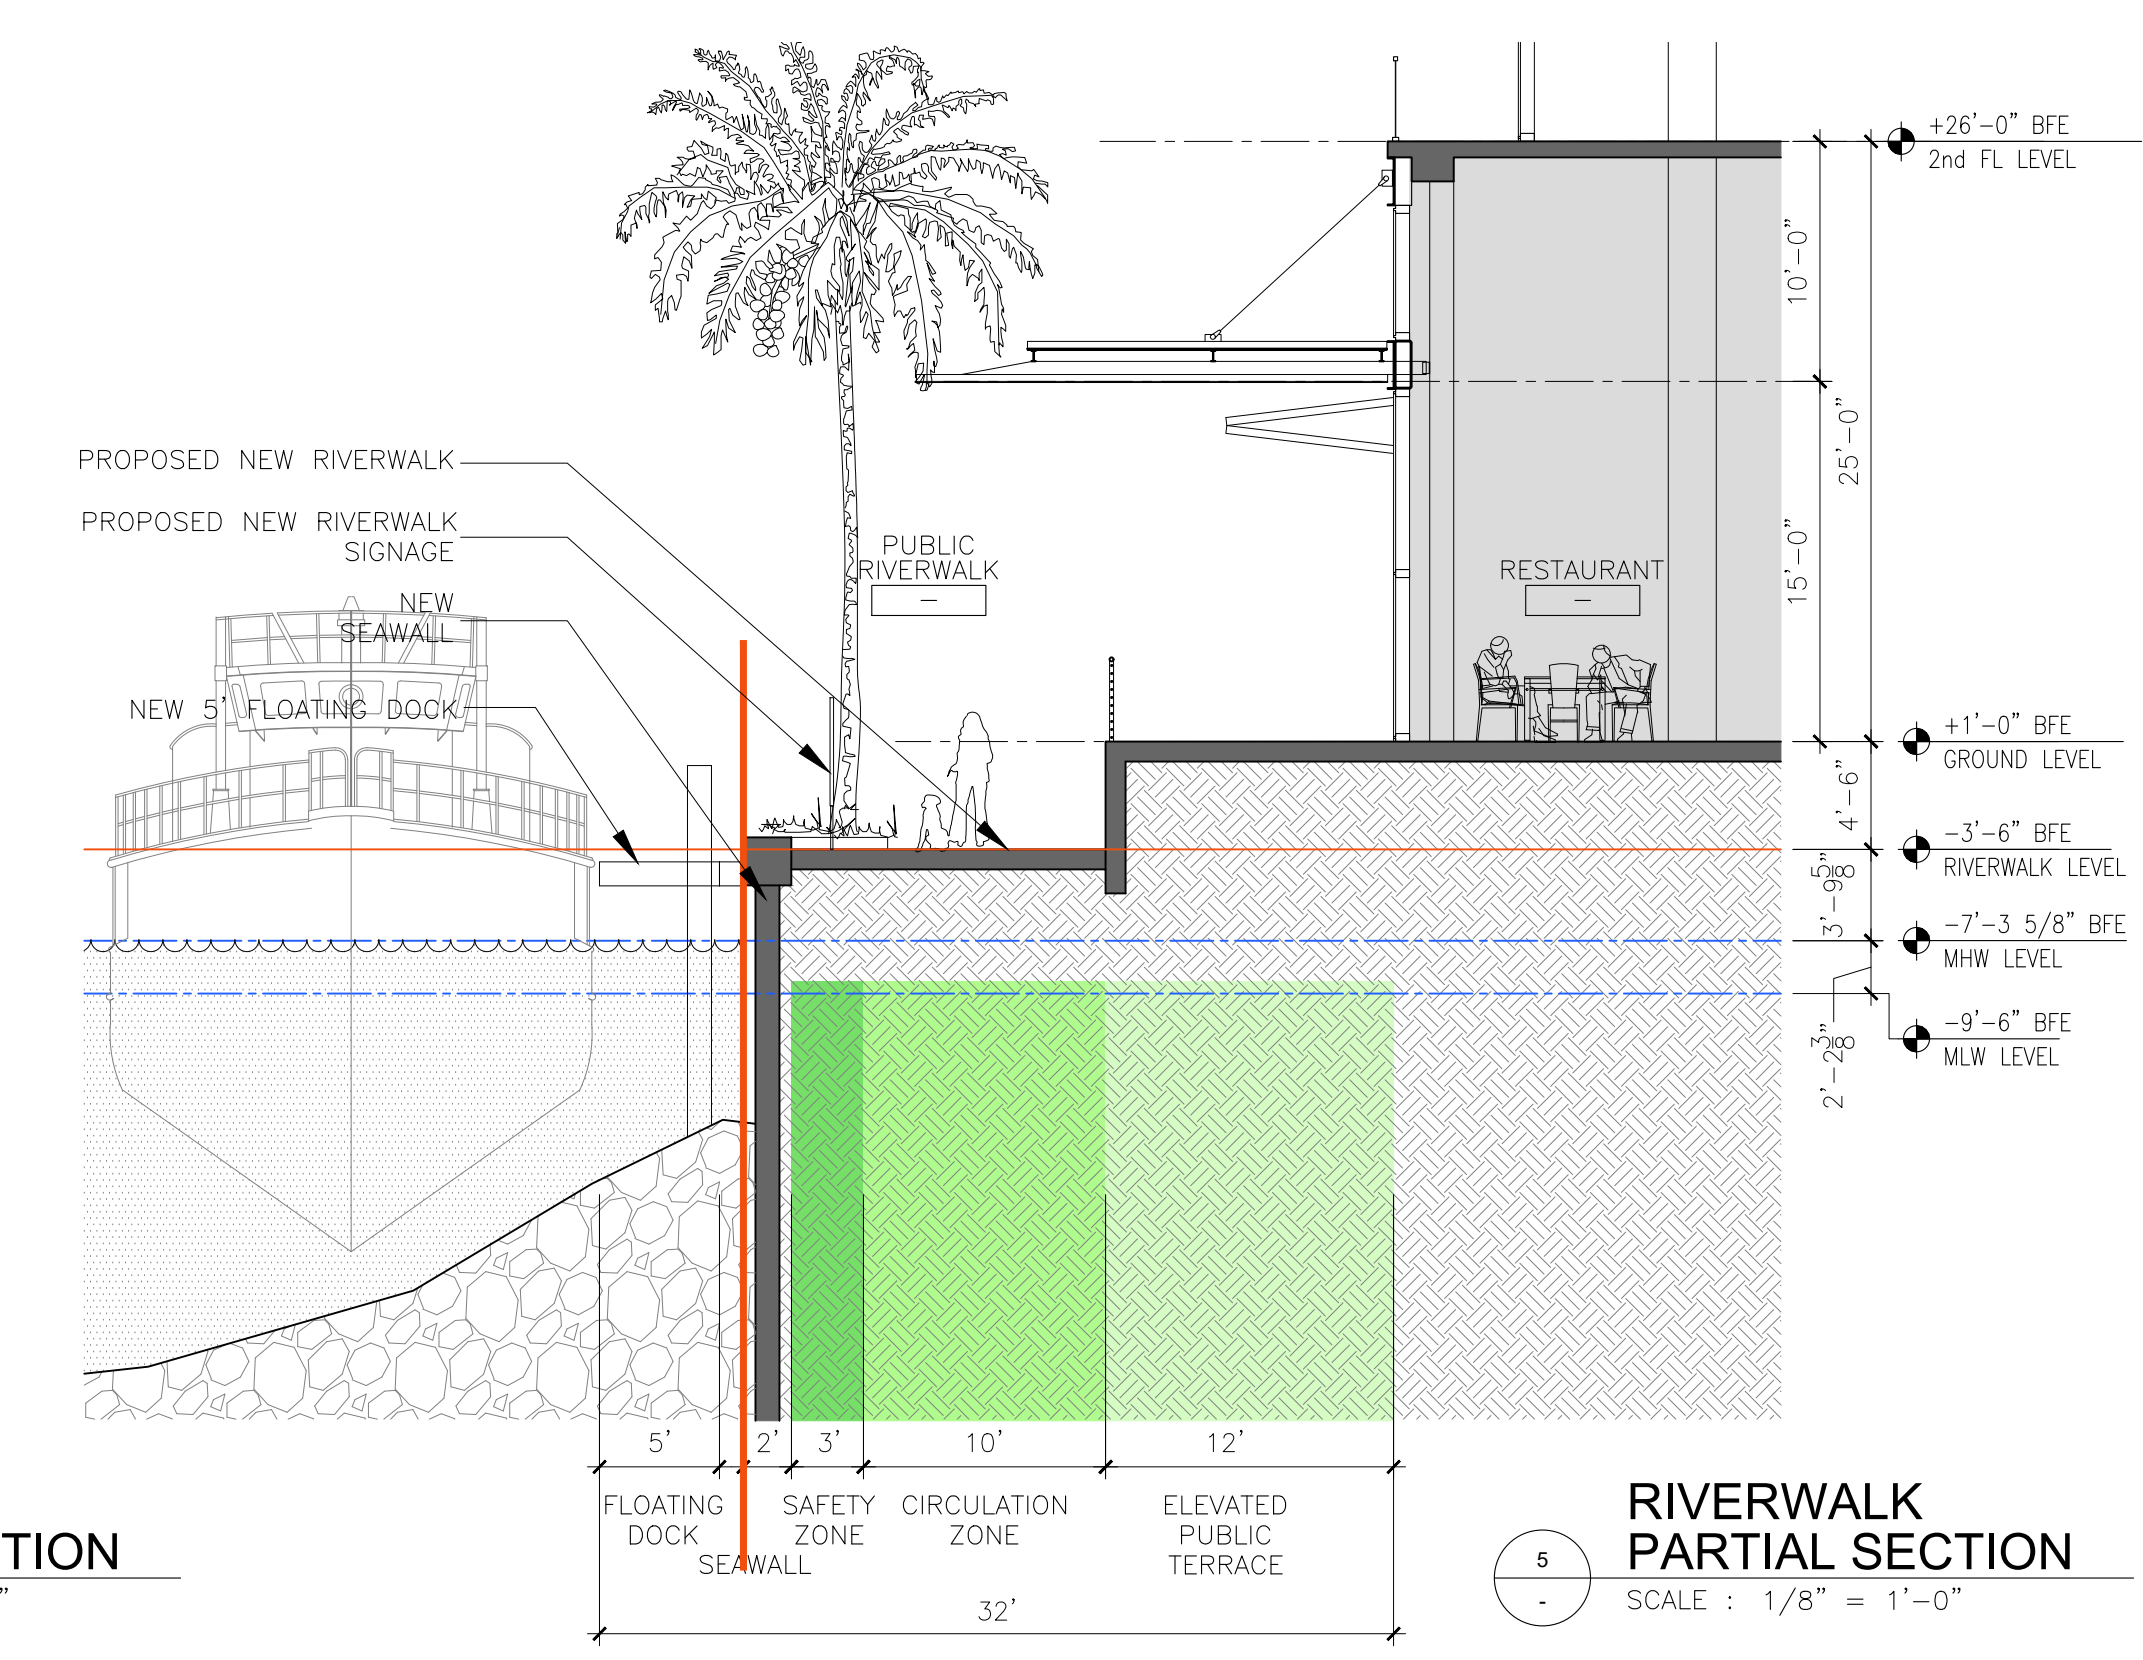 +26'-0" BFE
2nd FL LEVEL
10'-0"
25'-0"
15'-0"
PROPOSED NEW RIVERWALK
PROPOSED NEW RIVERWALK
SIGNAGE
NEW
SEAWALL
NEW 5' FLOATING DOCK
PUBLIC
RIVERWALK
–
RESTAURANT
–
+1'-0" BFE
GROUND LEVEL
4'-6"
-3'-6" BFE
RIVERWALK LEVEL
3'-9 5/8"
-7'-3 5/8" BFE
MHW LEVEL
2'-2 3/8"
-9'-6" BFE
MLW LEVEL
5' 2' 3' 10' 12'
FLOATING
DOCK
SEAWALL
SAFETY
ZONE
CIRCULATION
ZONE
ELEVATED
PUBLIC
TERRACE
32'
TION
"
5
-
RIVERWALK
PARTIAL SECTION
SCALE : 1/8" = 1'-0"